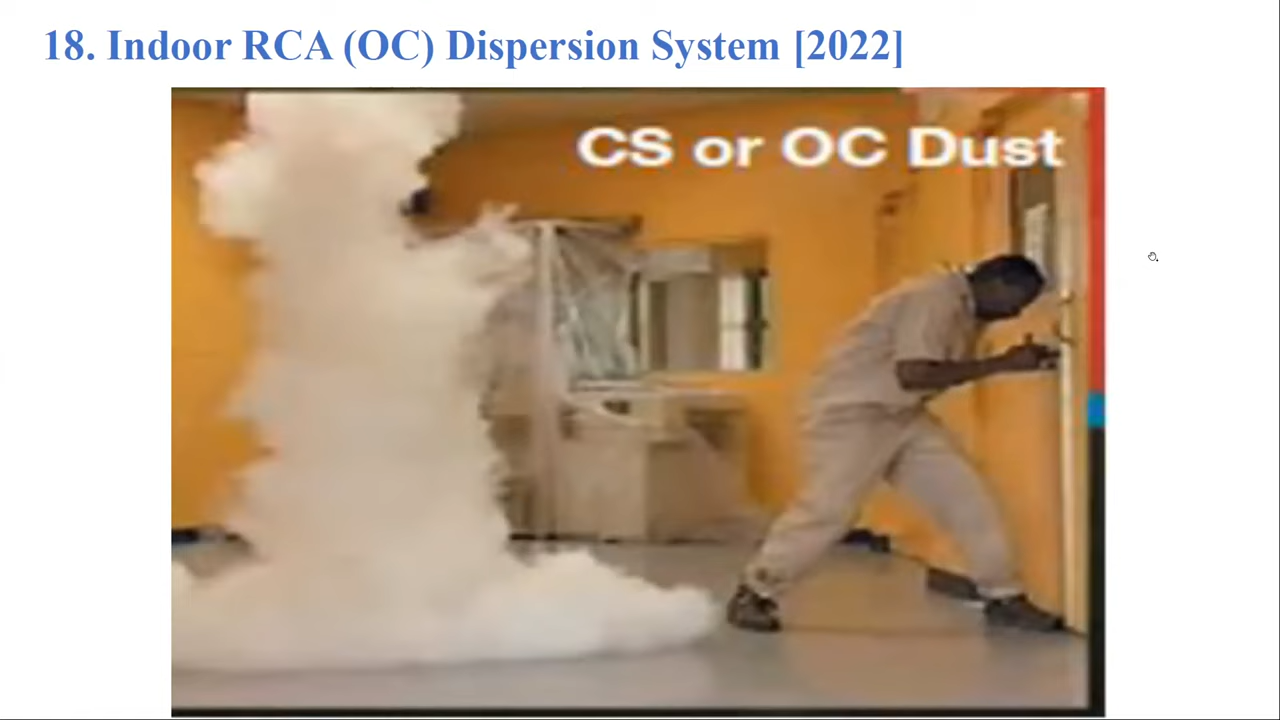 18. Indoor RCA (OC) Dispersion System [2022]
CS or OC Dust